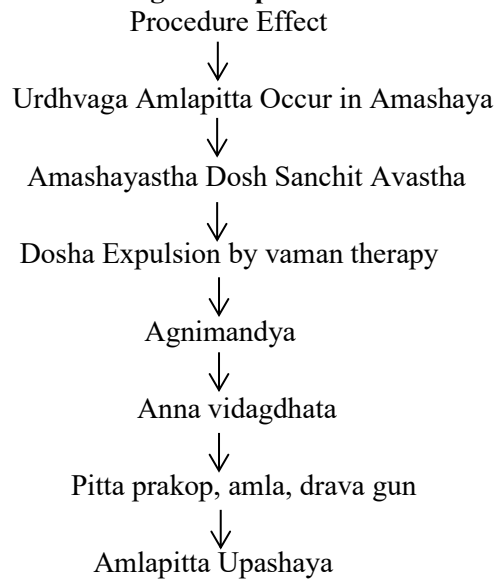 Procedure Effect
Urdhvaga Amlapitta Occur in Amashaya
Amashayastha Dosh Sanchit Avastha
Dosha Expulsion by vaman therapy
Agnimandya
Anna vidagdhata
Pitta prakop, amla, drava gun
Amlapitta Upashaya